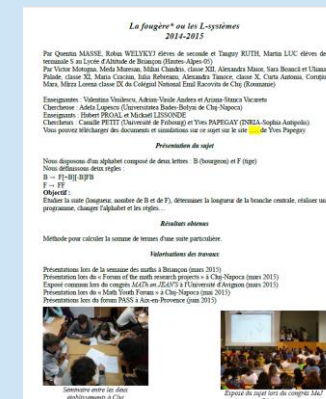 La fougère* ou les L-systèmes
2014-2015
Par Quentin MASSE, Robin WELYKYJ élèves de seconde et Tanguy RUTH, Martin LUC élèves de
terminale S au Lycée d'Altitude de Briançon (Hautes-Alpes-05)
Par Victor Motogna, Meda Muresan, Mihai Chindris, classe XII, Alexandra Maior, Sara Boancă et Uliana
Palade, classe XI, Maria Craciun, Iulia Rebreanu, Alexandra Timoce, classe X, Curta Antonia,
Mara, Mirza Lorena classe IX du Colegiul National Emil Racovita de Cluj (Roumanie)
Enseignantes : Valentina Vasilescu, Adrian-Vasile Andrea et Ariana-Stanca Vacaretu
Chercheuse : Adela Lupescu (Université Babes-Bolyai de Cluj-Napoca)
Enseignants : Hubert PROAL et Mickaël LISSONDE
Chercheurs : Camille PETIT (Université de Fribourg) et Yves PAPEGAY (INRIA-Sophia Antipolis)
Vous pouvez télécharger des documents et simulations sur ce sujet sur le site de Yves Papegay.
Présentation du sujet
Nous disposons d'un alphabet composé de deux lettres : B (bourgeon) et F (tige)
Nous définissons deux règles :
B → F[+B][-B]FB
F → FF
Objectif :
Étudier la suite (longueur, nombre de B et de F), déterminer la longueur de la branche centrale, réaliser un
programme, changer l'alphabet et les règles...
Résultats obtenus
Méthode pour calculer la somme de termes d'une suite particulière.
Valorisations des travaux
Présentations lors de la semaine des maths à Briançon (mars 2015)
Présentation lors du « Forum of the math research projects » à Cluj-Napoca (mars 2015)
Exposé commun lors du congrès MATh.en.JEANS à l'Université d'Avignon (mars 2015)
Présentation lors du « Math Youth Forum » à Cluj-Napoca (mai 2015)
Présentations lors du forum PASS à Aix-en-Provence (juin 2015)
Séminaire entre les deux
établissements à Cluj
Exposé du sujet lors du congrès MeJ